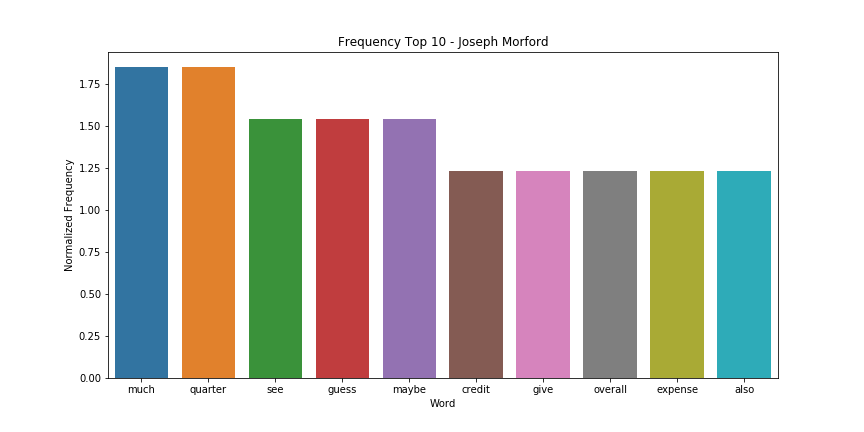 Frequency Top 10 - Joseph Morford
Normalized Frequency
1.75
1.50
1.25
1.00
0.75
0.50
0.25
0.00
much quarter see guess maybe credit give overall expense also
Word